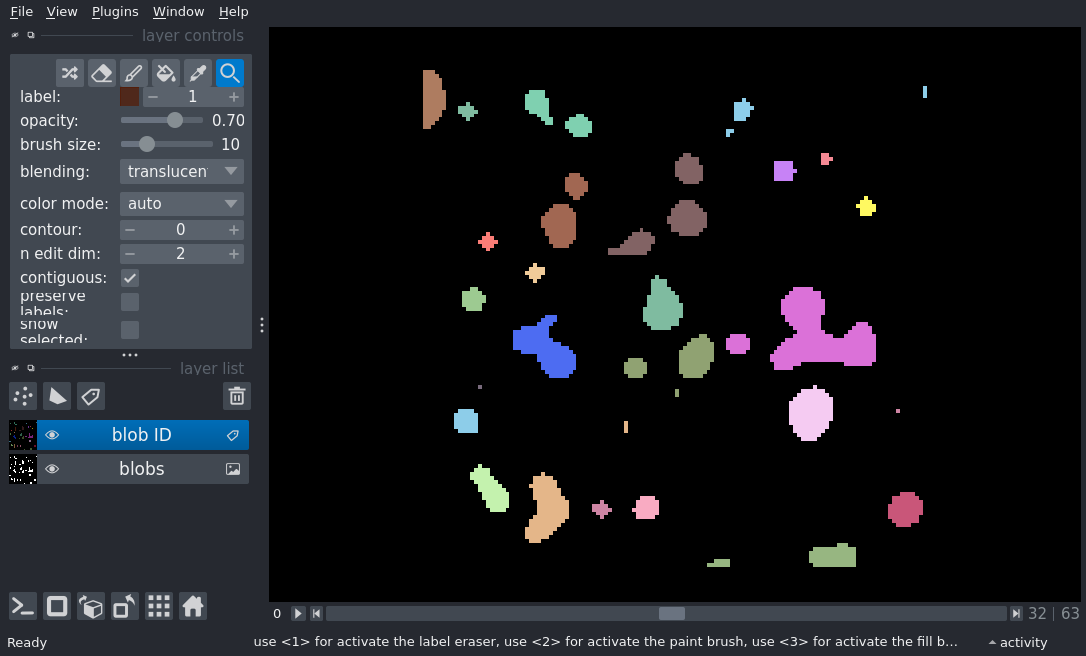 File View Plugins Window Help
layer controls
label: 1
opacity: 0.70
brush size: 10
blending: translucen
color mode: auto
contour: 0
n edit dim: 2
contiguous:
preserve
labels:
show
selected:
layer list
blob ID
blobs
0 32 | 63
Ready use <1> for activate the label eraser, use <2> for activate the paint brush, use <3> for activate the fill b... activity